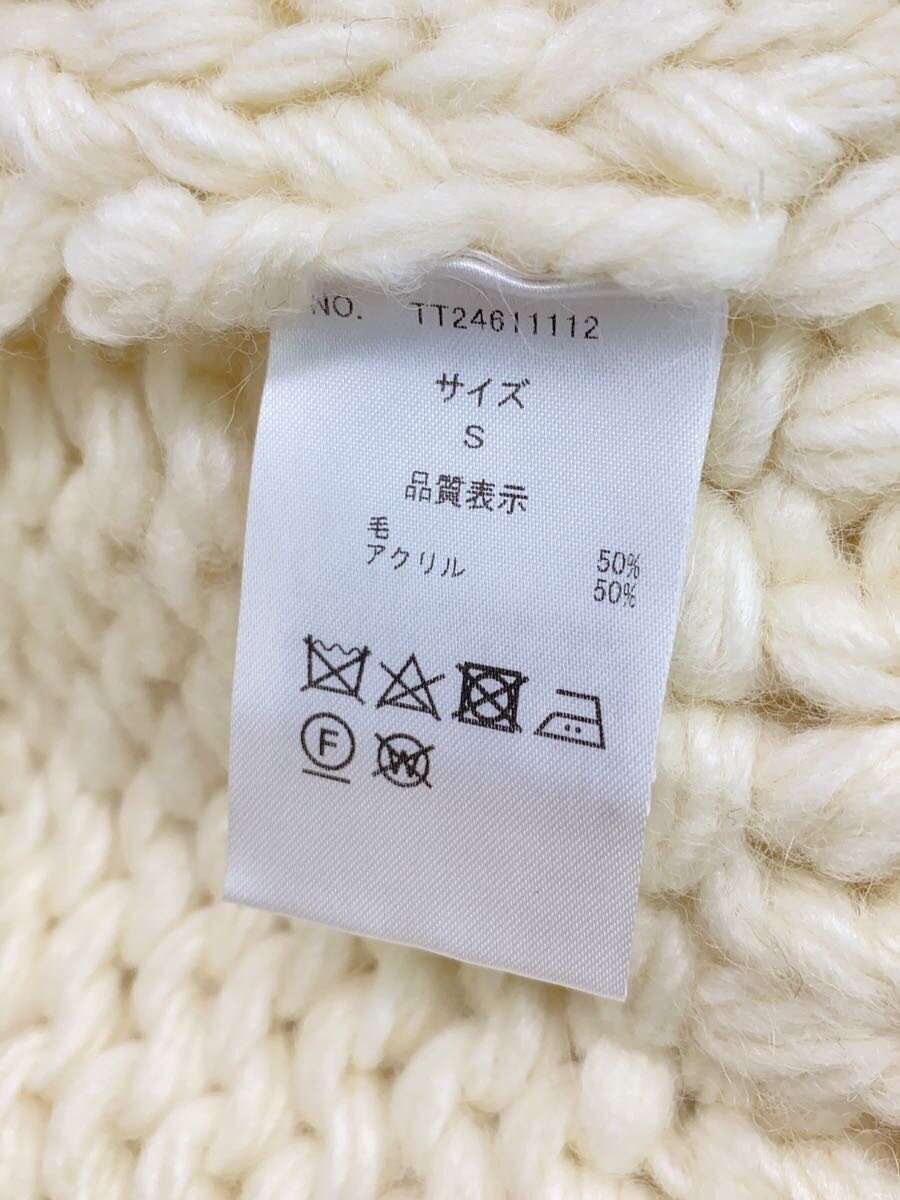 NO. TT24611112
サイズ
S
品質表示
毛 50%
アクリル 50%
F W